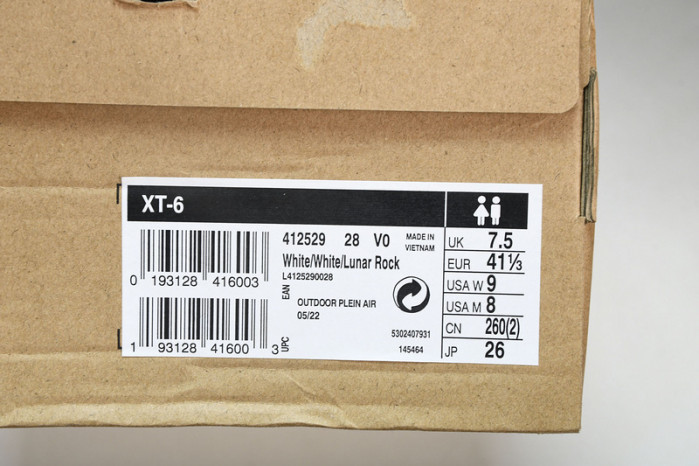 XT-6
412529 28 V0 MADE IN VIETNAM
White/White/Lunar Rock
L4125290028
EAN
0 193128 416003
OUTDOOR PLEIN AIR
05/22
5302407931
145464
1 93128 41600 3
UPC
UK 7.5
EUR 41⅓
USA W 9
USA M 8
CN 260(2)
JP 26